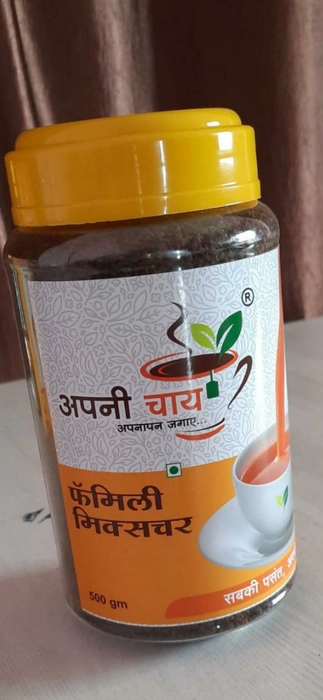 ®
अपनी चाय
अपनापन जगाए...
फॅमिली
मिक्सचर
500 gm
सबकी पसंत,